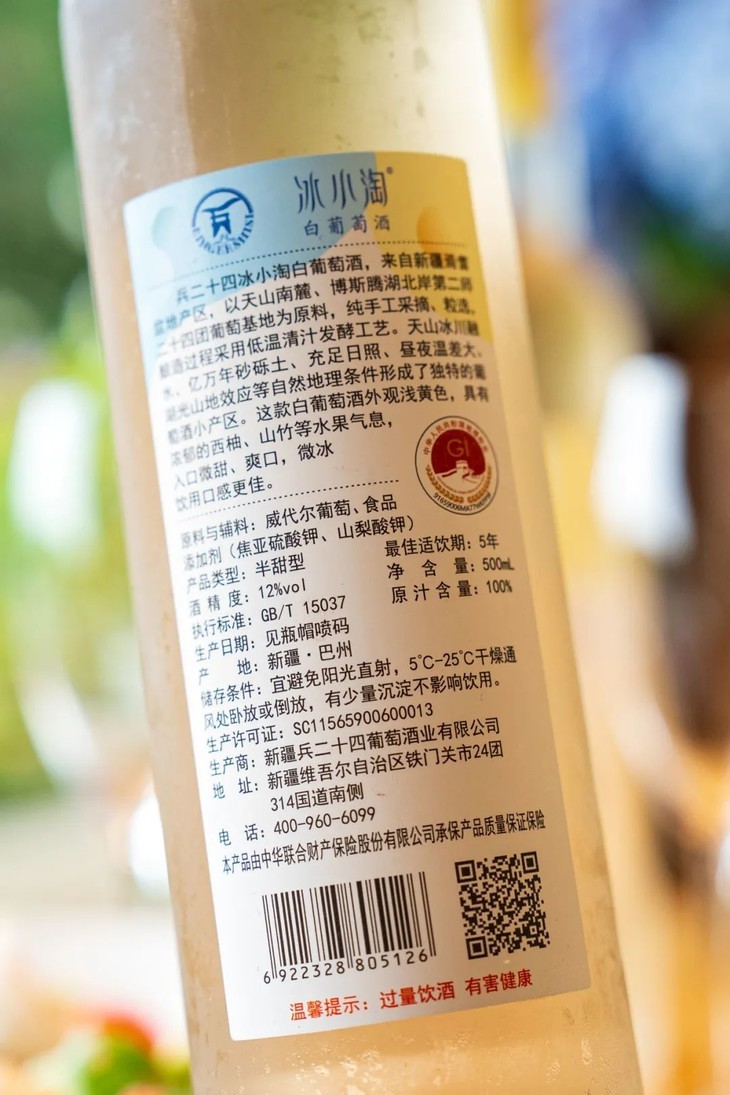 冰小淘®
白葡萄酒
ERGEESHISI
兵二十四冰小淘白葡萄酒，来自新疆焉耆
盆地产区，以天山南麓、博斯腾湖北岸第二师
二十四团葡萄基地为原料，纯手工采摘、粒选。
酿造过程采用低温清汁发酵工艺。天山冰川融
水、亿万年砂砾土、充足日照、昼夜温差大、
湖光山地效应等自然地理条件形成了独特的葡
萄酒小产区。这款白葡萄酒外观浅黄色，具有
浓郁的西柚、山竹等水果气息，
入口微甜、爽口，微冰
饮用口感更佳。
GI
原料与辅料：威代尔葡萄、食品
添加剂（焦亚硫酸钾、山梨酸钾）
产品类型：半甜型 最佳适饮期：5年
酒 精 度：12%vol 净 含 量：500mL
执行标准：GB/T 15037 原汁含量：100%
生产日期：见瓶帽喷码
产 地：新疆·巴州
储存条件：宜避免阳光直射，5℃-25℃干燥通
风处卧放或倒放，有少量沉淀不影响饮用。
生产许可证：SC11565900600013
生产商：新疆兵二十四葡萄酒业有限公司
地 址：新疆维吾尔自治区铁门关市24团
314国道南侧
电 话：400-960-6099
本产品由中华联合财产保险股份有限公司承保产品质量保证保险
6 922328 805126
温馨提示：过量饮酒 有害健康